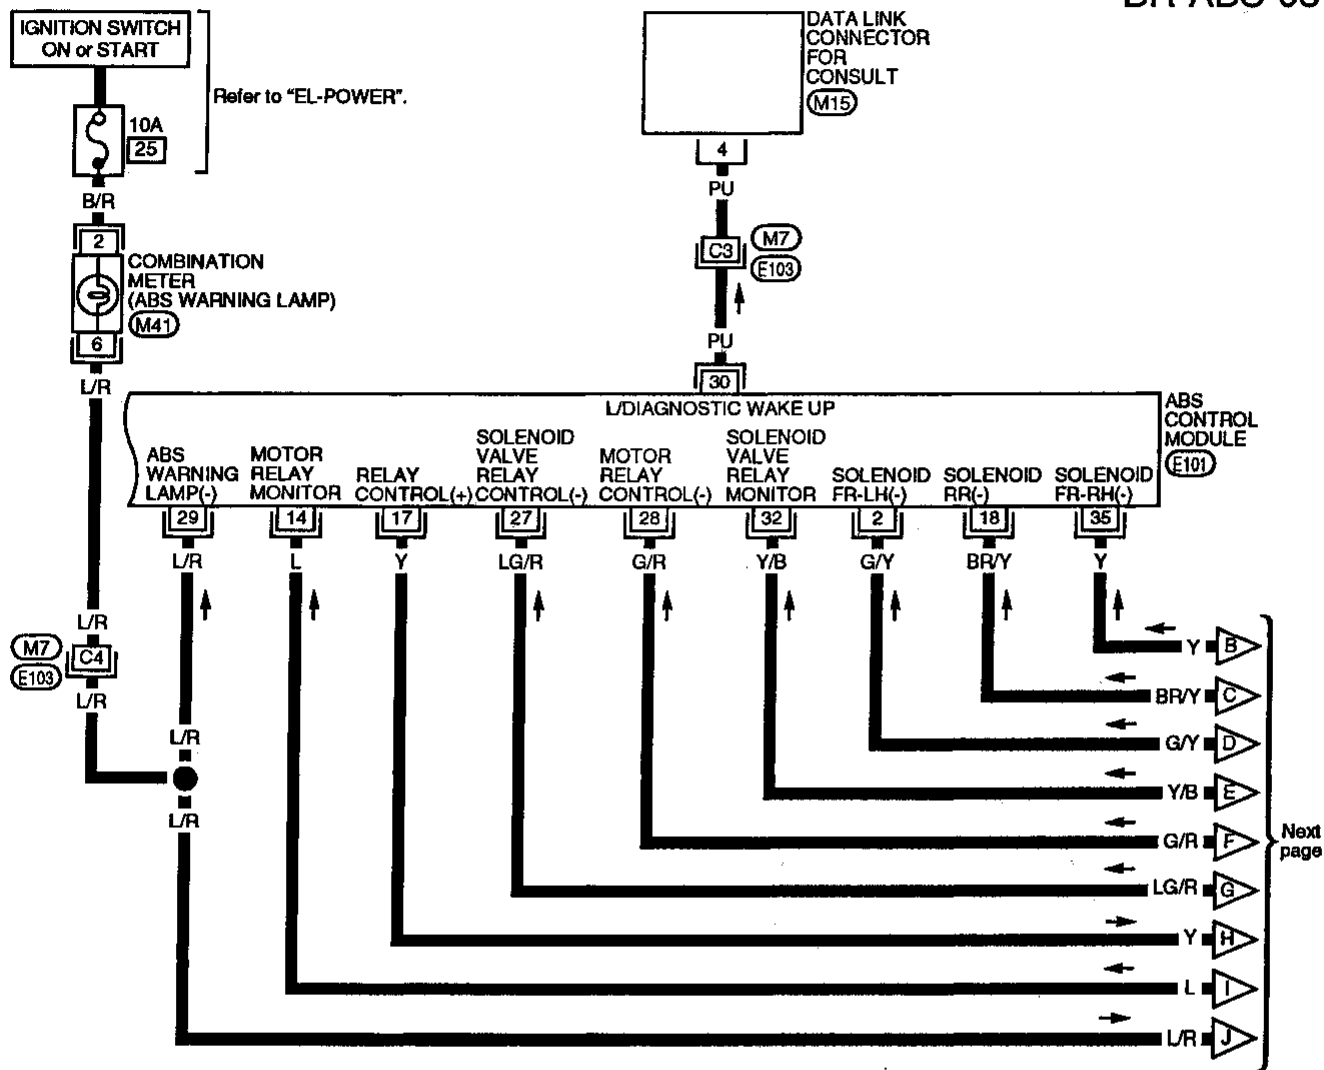 BR-ABS-03
IGNITION SWITCH
ON or START
Refer to "EL-POWER".
10A
25
B/R
2
COMBINATION
METER
(ABS WARNING LAMP)
M41
6
L/R
DATA LINK
CONNECTOR
FOR
CONSULT
M15
4
PU
C3
M7
E103
PU
30
L/DIAGNOSTIC WAKE UP
ABS
CONTROL
MODULE
E101
ABS
WARNING
LAMP(-)
MOTOR
RELAY
MONITOR
RELAY
CONTROL(+)
SOLENOID
VALVE
RELAY
CONTROL(-)
MOTOR
RELAY
CONTROL(-)
SOLENOID
VALVE
RELAY
MONITOR
SOLENOID
FR-LH(-)
SOLENOID
RR(-)
SOLENOID
FR-RH(-)
29 14 17 27 28 32 2 18 35
L/R L Y LG/R G/R Y/B G/Y BR/Y Y
L/R
M7
E103
C4
L/R
L/R
L/R
Y B
BR/Y C
G/Y D
Y/B E
G/R F
LG/R G
Y H
L I
L/R J
Next
page